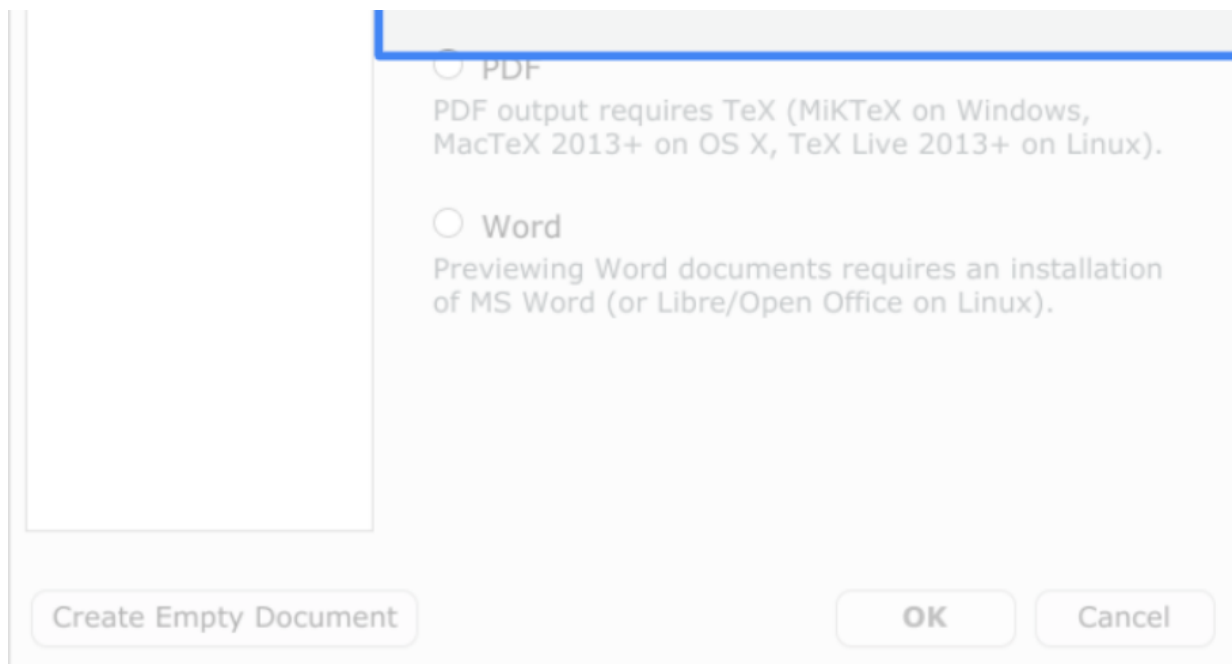 PDF
PDF output requires TeX (MiKTeX on Windows,
MacTeX 2013+ on OS X, TeX Live 2013+ on Linux).
Word
Previewing Word documents requires an installation
of MS Word (or Libre/Open Office on Linux).
Create Empty Document OK Cancel